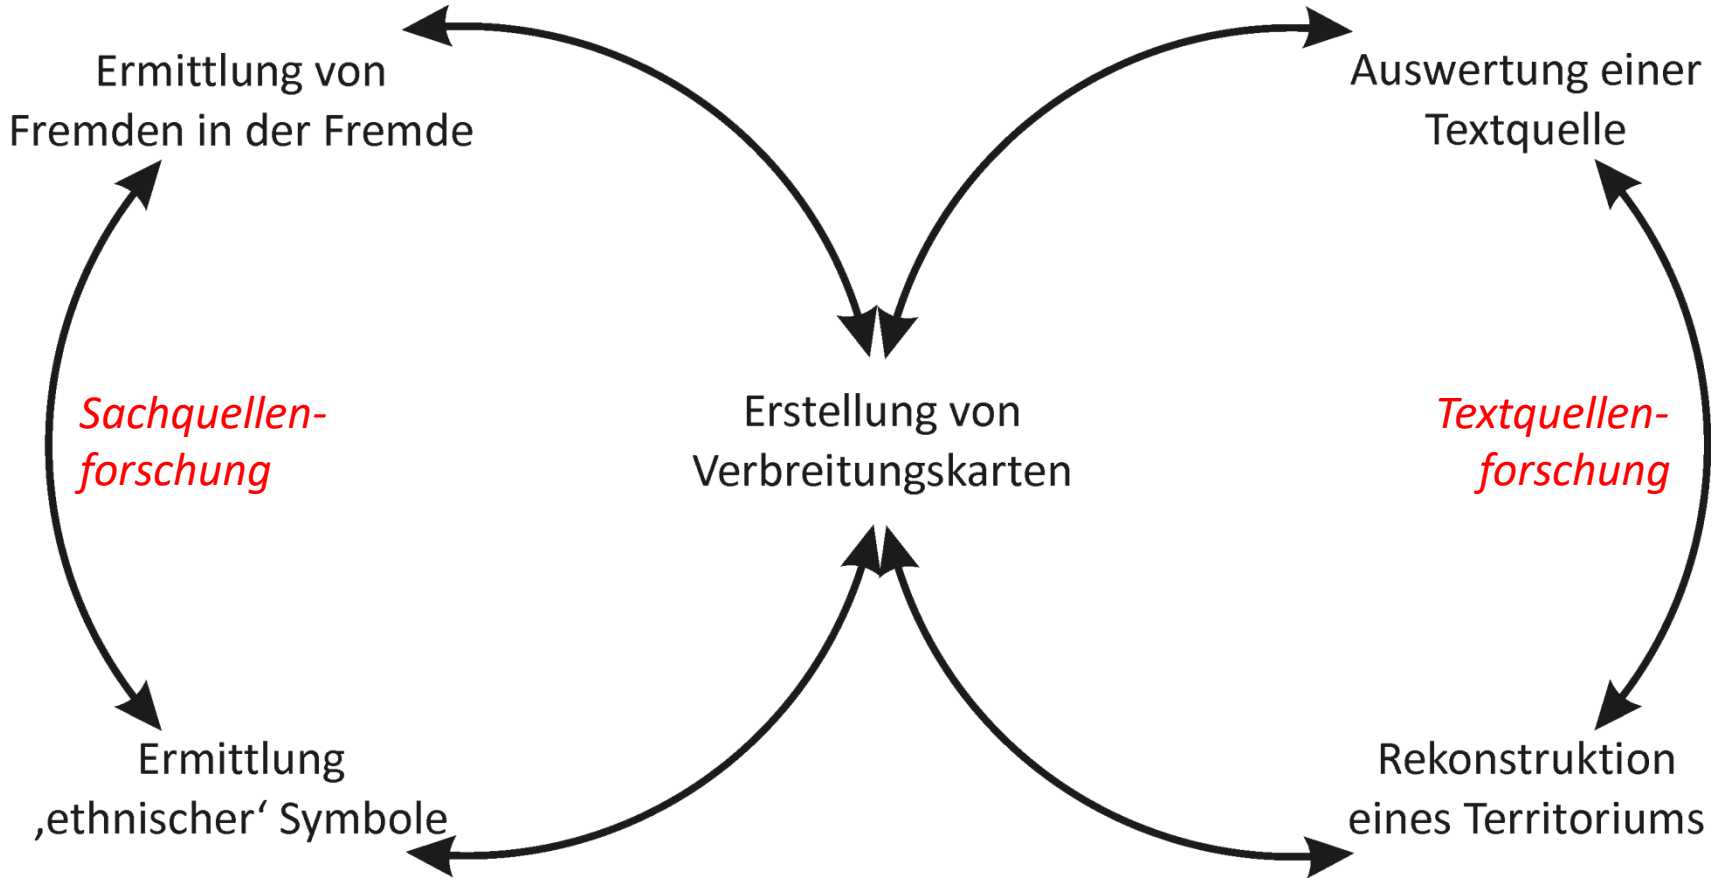 Ermittlung von
Fremden in der Fremde
Auswertung einer
Textquelle
Sachquellen-
forschung
Erstellung von
Verbreitungskarten
Textquellen-
forschung
Ermittlung
‚ethnischer‘ Symbole
Rekonstruktion
eines Territoriums